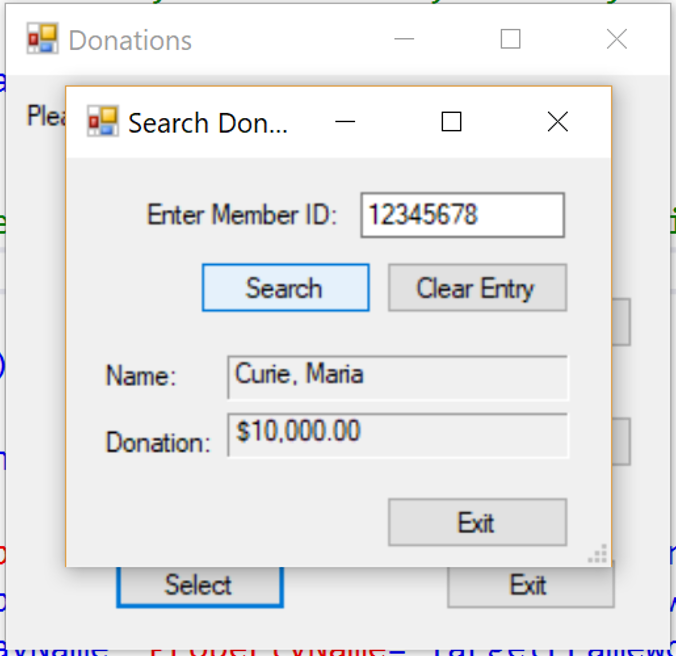 Donations
Plea
Search Don...
Enter Member ID: 12345678
Search Clear Entry
Name: Curie, Maria
Donation: $10,000.00
Exit
Select Exit